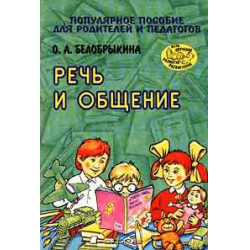 ПОПУЛЯРНОЕ ПОСОБИЕ
ДЛЯ РОДИТЕЛЕЙ И ПЕДАГОГОВ
О. А. БЕЛОБРЫКИНА
РЕЧЬ
И ОБЩЕНИЕ